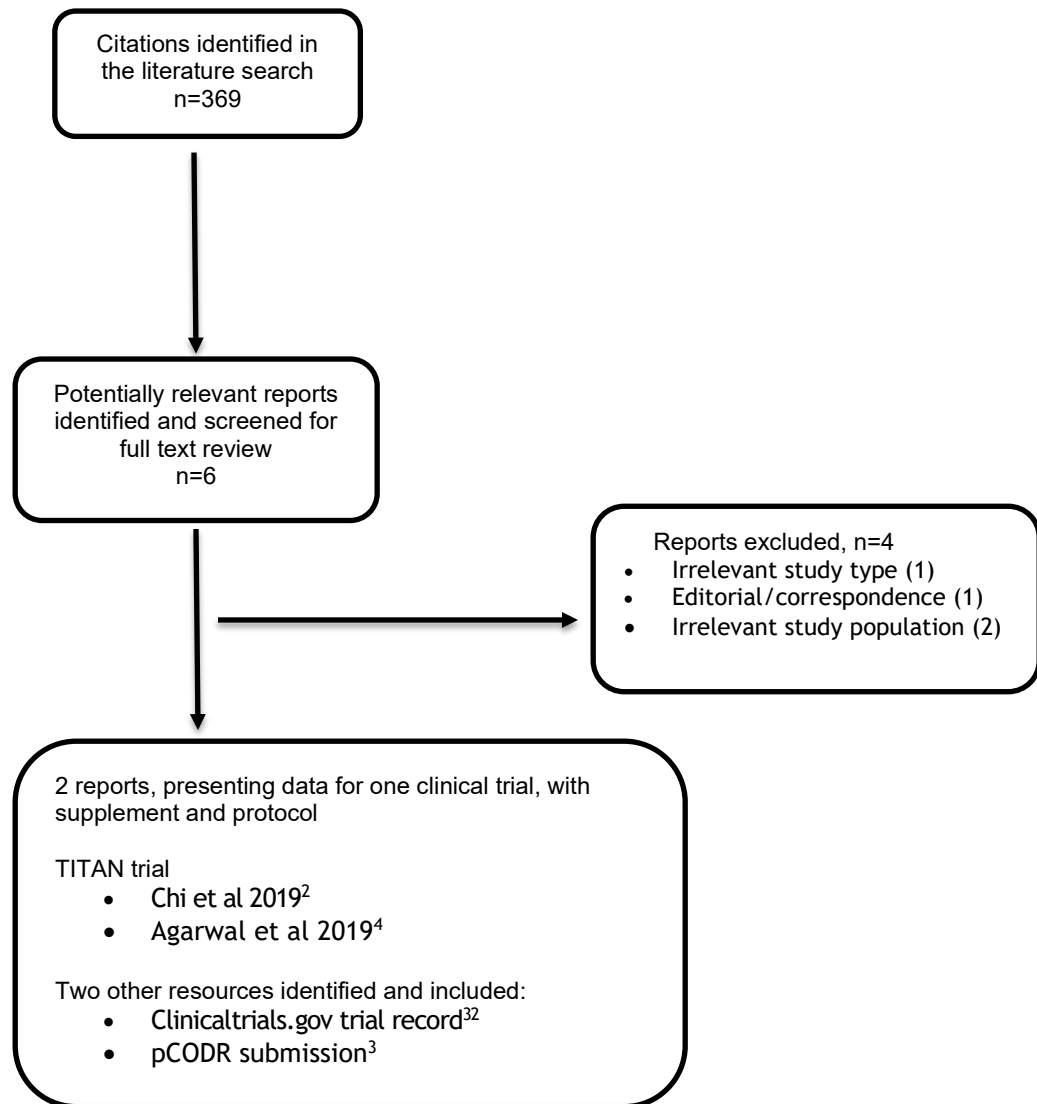 Citations identified in
the literature search
n=369
Potentially relevant reports
identified and screened for
full text review
n=6
Reports excluded, n=4
• Irrelevant study type (1)
• Editorial/correspondence (1)
• Irrelevant study population (2)
2 reports, presenting data for one clinical trial, with
supplement and protocol
TITAN trial
• Chi et al 2019²
• Agarwal et al 2019⁴
Two other resources identified and included:
• Clinicaltrials.gov trial record³²
• pCODR submission³